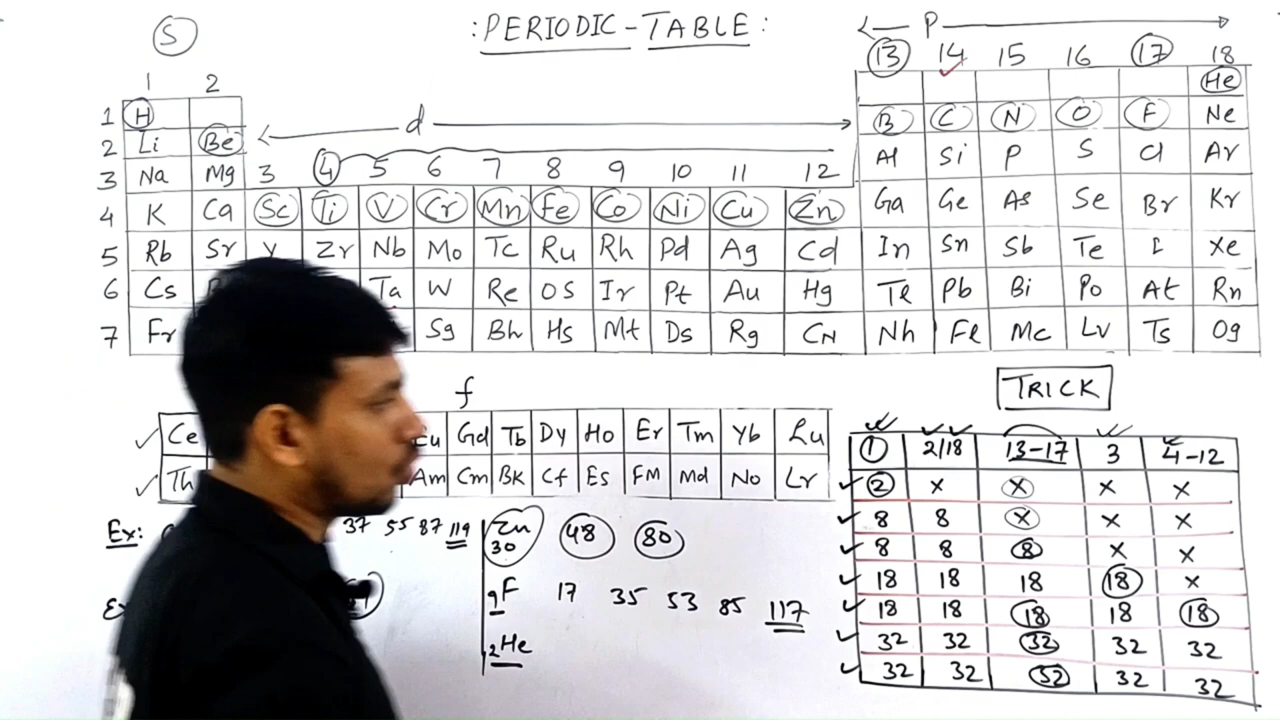 S : PERIODIC - TABLE : P
13 14 15 16 17 18
1 2 He
1 H
2 Li Be d B C N O F Ne
3 Na Mg 3 4 5 6 7 8 9 10 11 12 Al Si P S Cl Ar
4 K Ca Sc Ti V Cr Mn Fe Co Ni Cu Zn Ga Ge As Se Br Kr
5 Rb Sr Y Zr Nb Mo Tc Ru Rh Pd Ag Cd In Sn Sb Te I Xe
6 Cs Ta W Re OS Ir Pt Au Hg Te Pb Bi Po At Rn
7 Fr Sg Bh Hs Mt Ds Rg CN Nh Fl Mc Lv Ts Og
f
TRICK
Ce Gd Tb Dy Ho Er Tm Yb Lu
Th Am Cm BK Cf Es FM Md No Lr
1 2/18 13-17 3 4-12
2 x x x x
8 8 x x x
8 8 8 x x
18 18 18 18 x
18 18 18 18 18
32 32 32 32 32
32 32 32 32 32
Ex: 37 55 87 119
Zn 30 48 80
9F 17 35 53 85 117
2He